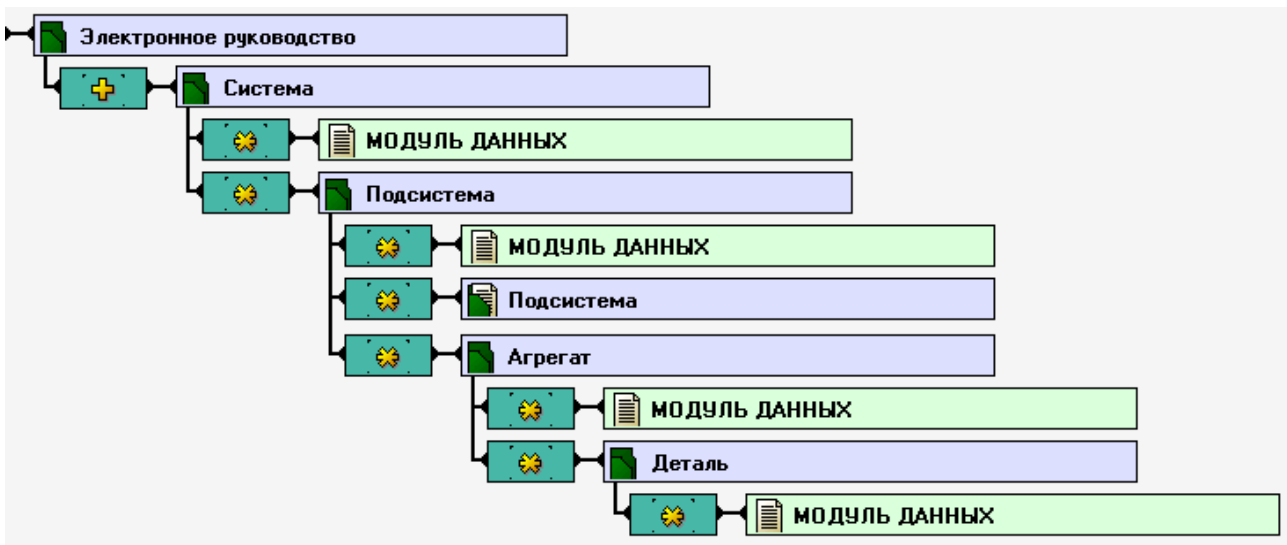 Электронное руководство
Система
МОДУЛЬ ДАННЫХ
Подсистема
МОДУЛЬ ДАННЫХ
Подсистема
Агрегат
МОДУЛЬ ДАННЫХ
Деталь
МОДУЛЬ ДАННЫХ